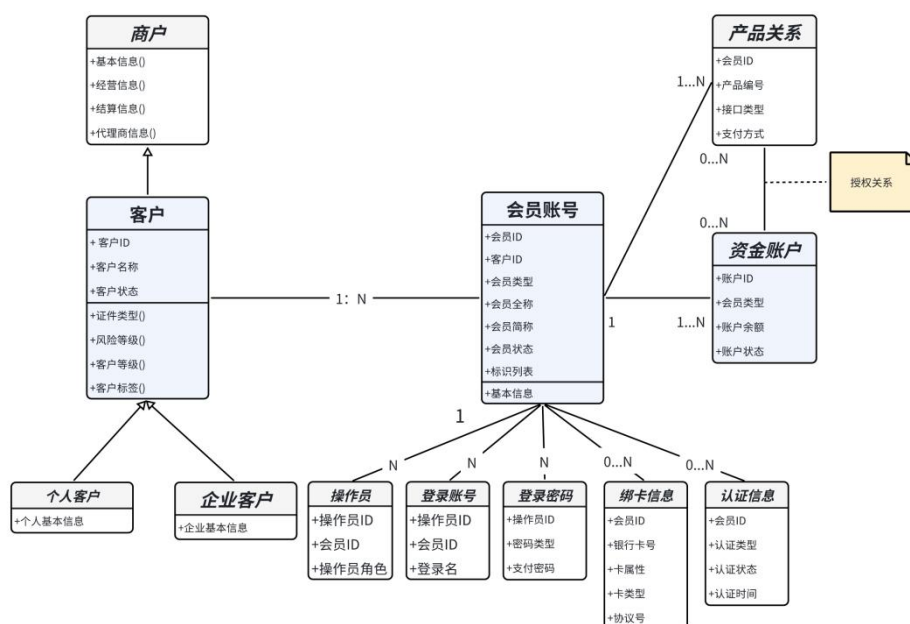 商户
+基本信息()
+经营信息()
+结算信息()
+代理商信息()
产品关系
+会员ID
+产品编号
+接口类型
+支付方式
1...N
0...N
授权关系
0...N
客户
+ 客户ID
+客户名称
+客户状态
+证件类型()
+风险等级()
+客户等级()
+客户标签()
1：N
会员账号
+会员ID
+客户ID
+会员类型
+会员全称
+会员简称
+会员状态
+标识列表
+基本信息
资金账户
+账户ID
+会员类型
+账户余额
+账户状态
1
1...N
1
N
N
N
0...N
0...N
个人客户
+个人基本信息
企业客户
+企业基本信息
操作员
+操作员ID
+会员ID
+操作员角色
登录账号
+操作员ID
+会员ID
+登录名
登录密码
+操作员ID
+密码类型
+支付密码
绑卡信息
+会员ID
+银行卡号
+卡属性
+卡类型
+协议号
认证信息
+会员ID
+认证类型
+认证状态
+认证时间